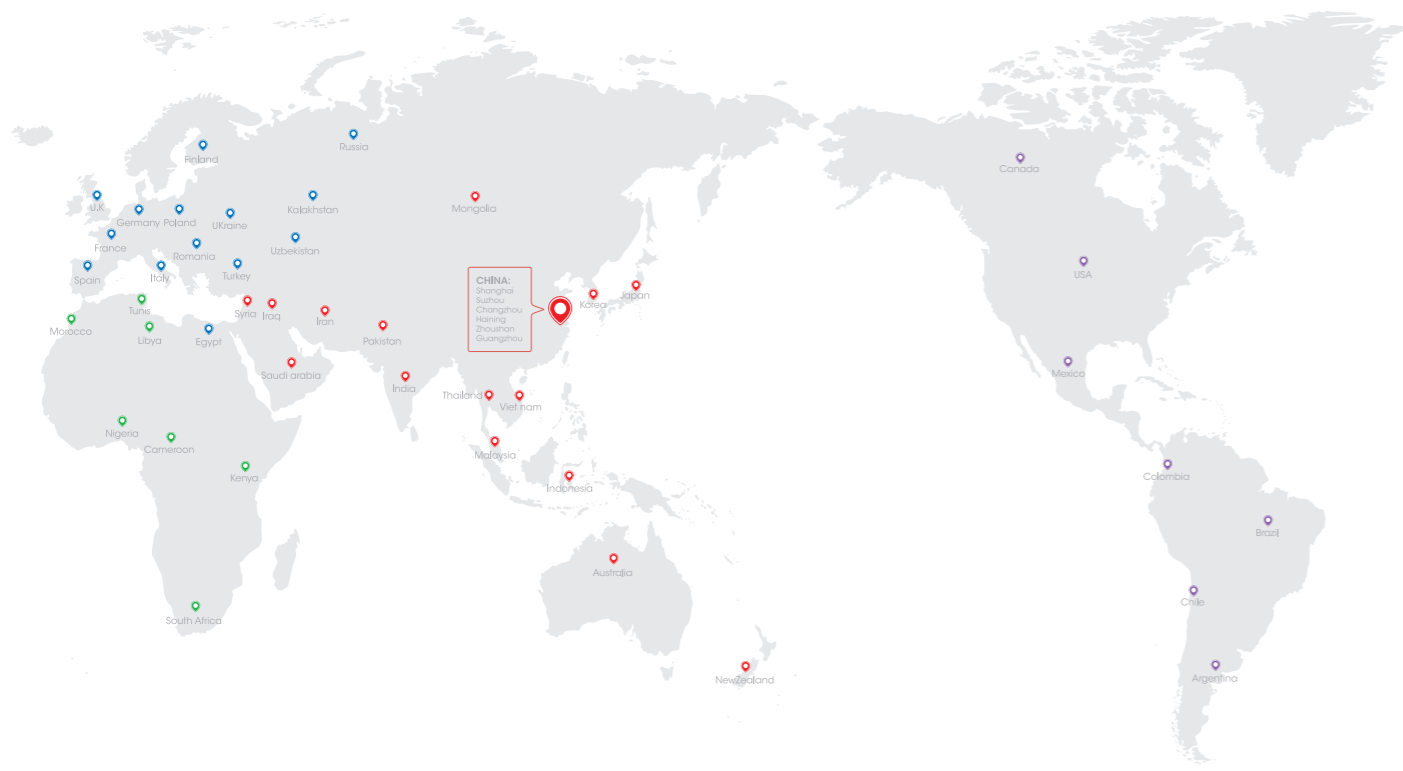 Russia
Finland
Canada
U.K
Kalakhstan
Mongolia
Germany
Poland
UKraine
France
Romania
Uzbekistan
Spain
Italy
Turkey
USA
CHINA:
Shanghai
Suzhou
Changzhou
Haining
Zhoushan
Guangzhou
Korea
Japan
Tunis
Syria
Iraq
Iran
Morocco
Libya
Egypt
Pakistan
Saudi arabia
India
Mexico
Thailand
Viet nam
Nigeria
Cameroon
Malaysia
Kenya
Colombia
Indonesia
Brazil
Australia
Chile
South Africa
NewZealand
Argentina